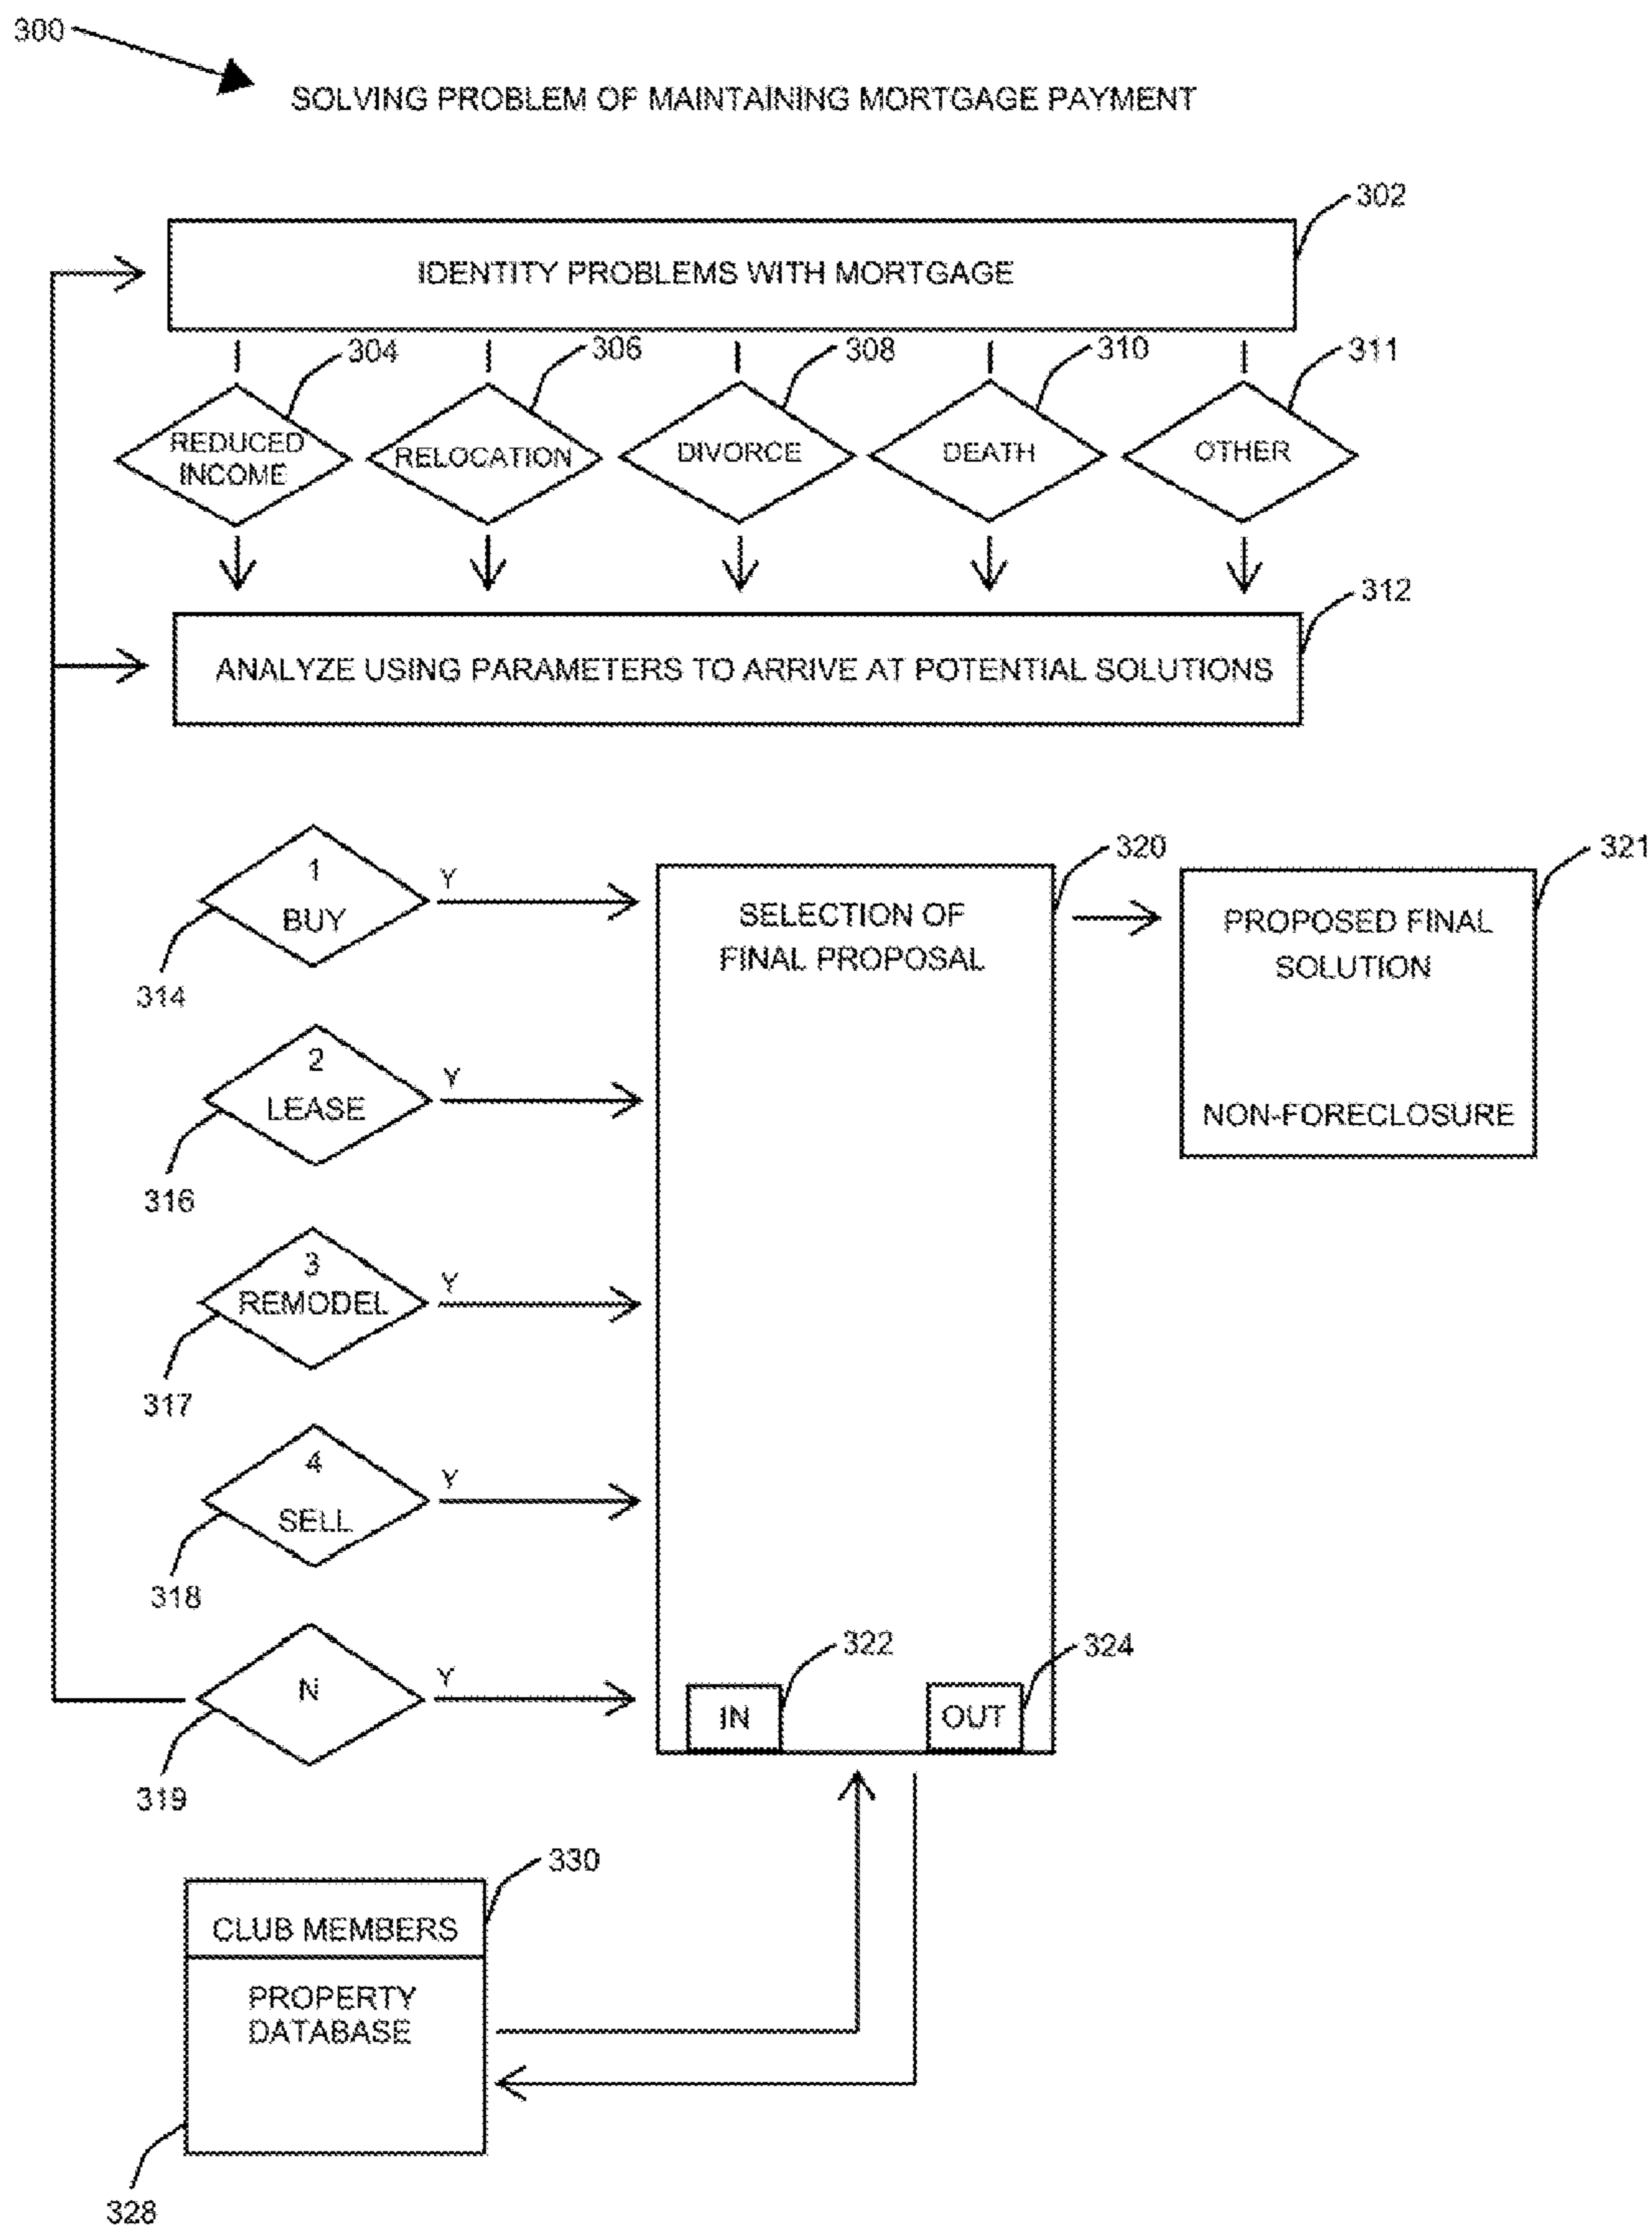 300
SOLVING PROBLEM OF MAINTAINING MORTGAGE PAYMENT
302
IDENTITY PROBLEMS WITH MORTGAGE
304
306
308
310
311
REDUCED
INCOME
RELOCATION
DIVORCE
DEATH
OTHER
312
ANALYZE USING PARAMETERS TO ARRIVE AT POTENTIAL SOLUTIONS
1
BUY
Y
314
320
SELECTION OF
FINAL PROPOSAL
321
PROPOSED FINAL
SOLUTION
NON-FORECLOSURE
2
LEASE
Y
316
3
REMODEL
Y
317
4
SELL
Y
318
N
Y
319
322
IN
324
OUT
330
CLUB MEMBERS
PROPERTY
DATABASE
328